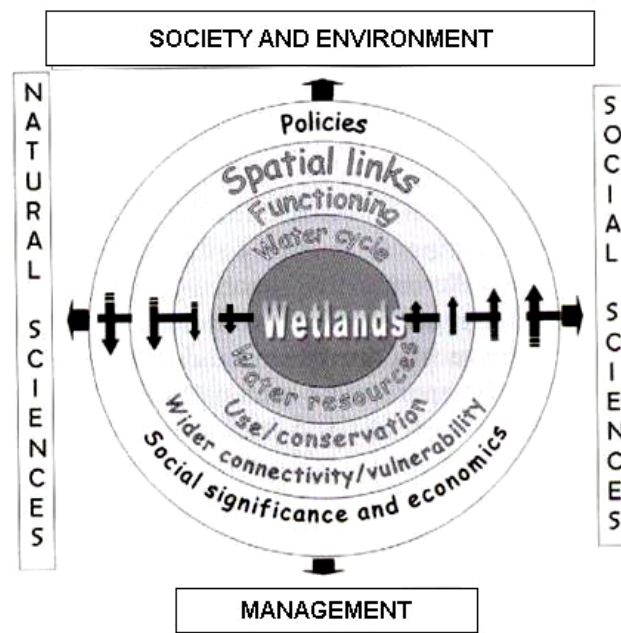 SOCIETY AND ENVIRONMENT
NATURAL SCIENCES
SOCIAL SCIENCES
Policies
Spatial links
Functioning
Water cycle
Wetlands
Water resources
Use/conservation
Wider connectivity/vulnerability
Social significance and economics
MANAGEMENT